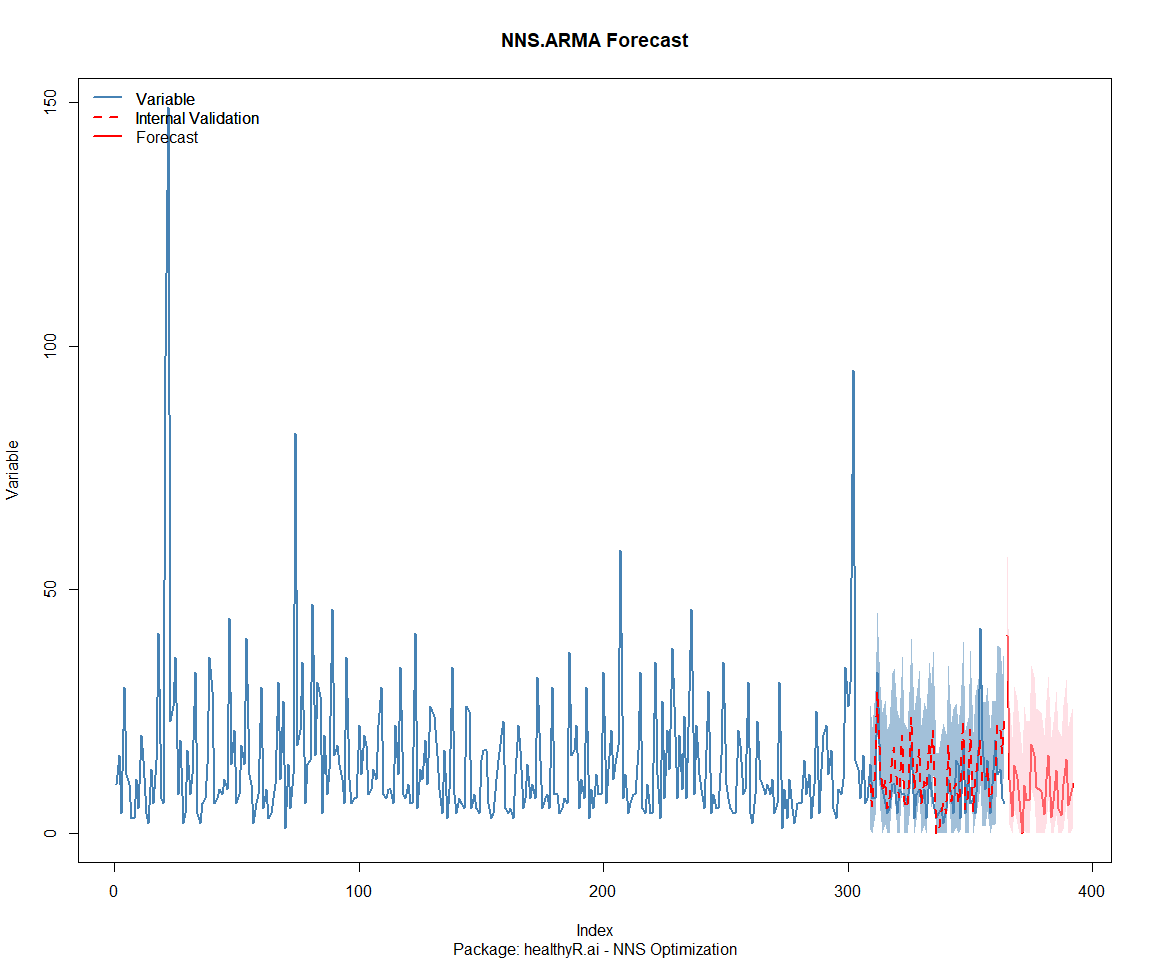 NNS.ARMA Forecast
Variable
Internal Validation
Forecast
150
100
50
0
Variable
0 100 200 300 400
Index
Package: healthyR.ai - NNS Optimization